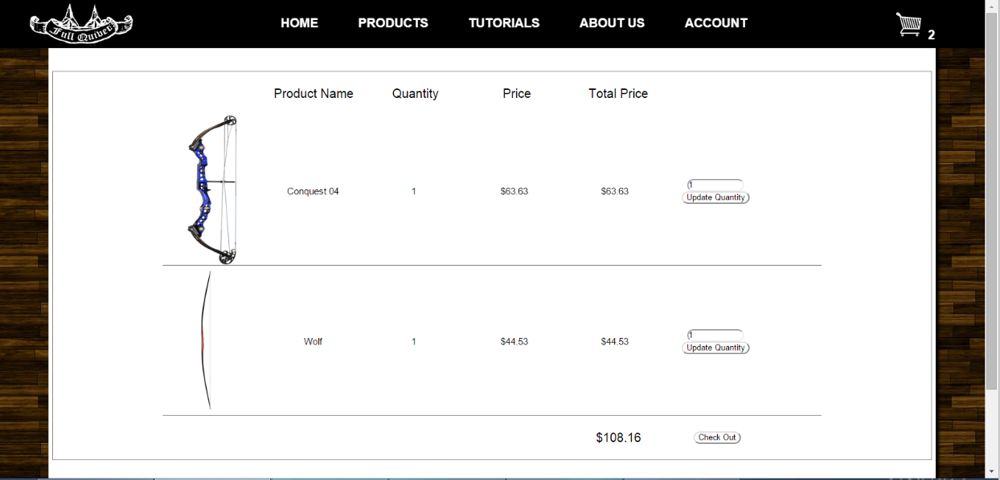 Full Quiver HOME PRODUCTS TUTORIALS ABOUT US ACCOUNT 2
Product Name Quantity Price Total Price
1
Conquest 04 1 $63.63 $63.63
Update Quantity
1
Wolf 1 $44.53 $44.53
Update Quantity
$108.16 Check Out